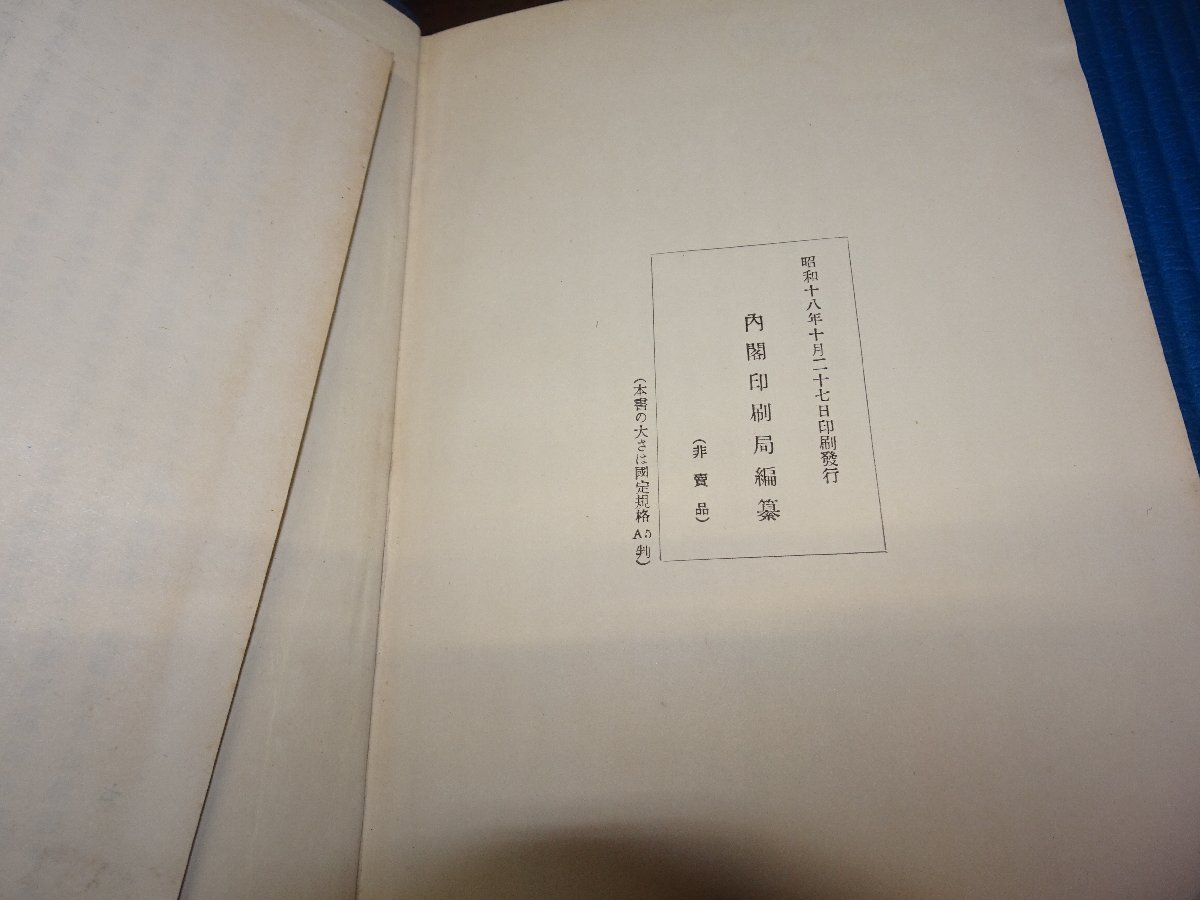 昭和十八年十月二十七日印刷發行
內閣印刷局編纂
（非賣品）
（本書の大さは國定規格A5判）